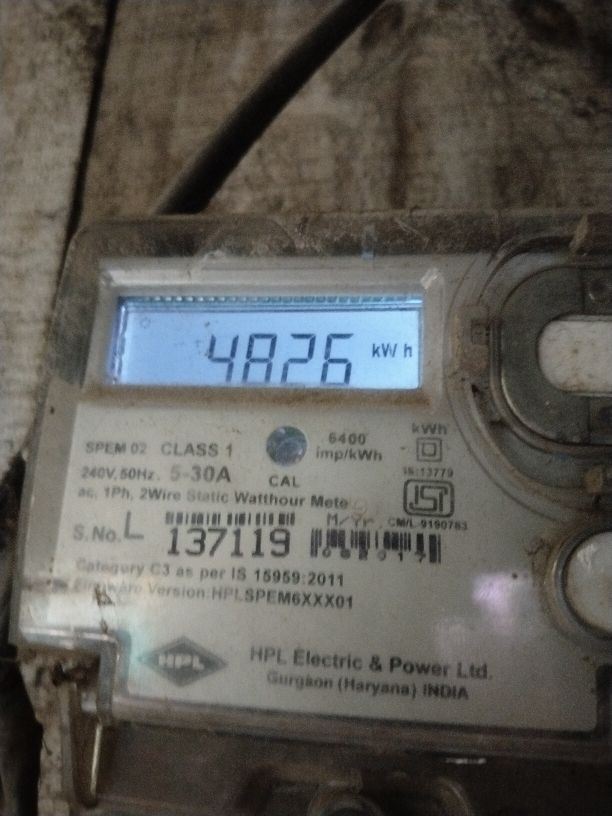 4826 kWh
SPEM 02 CLASS 1
6400
imp/kWh
kWh
240V, 50Hz. 5-30A
CAL
IS:13779
ac, 1Ph, 2Wire Static Watthour Mete
M/Yr.
CM/L-9190783
S.No. L 137119
Category C3 as per IS 15959:2011
Firmware Version:HPLSPEM6XXX01
HPL
HPL Electric & Power Ltd.
Gurgaon (Haryana) INDIA